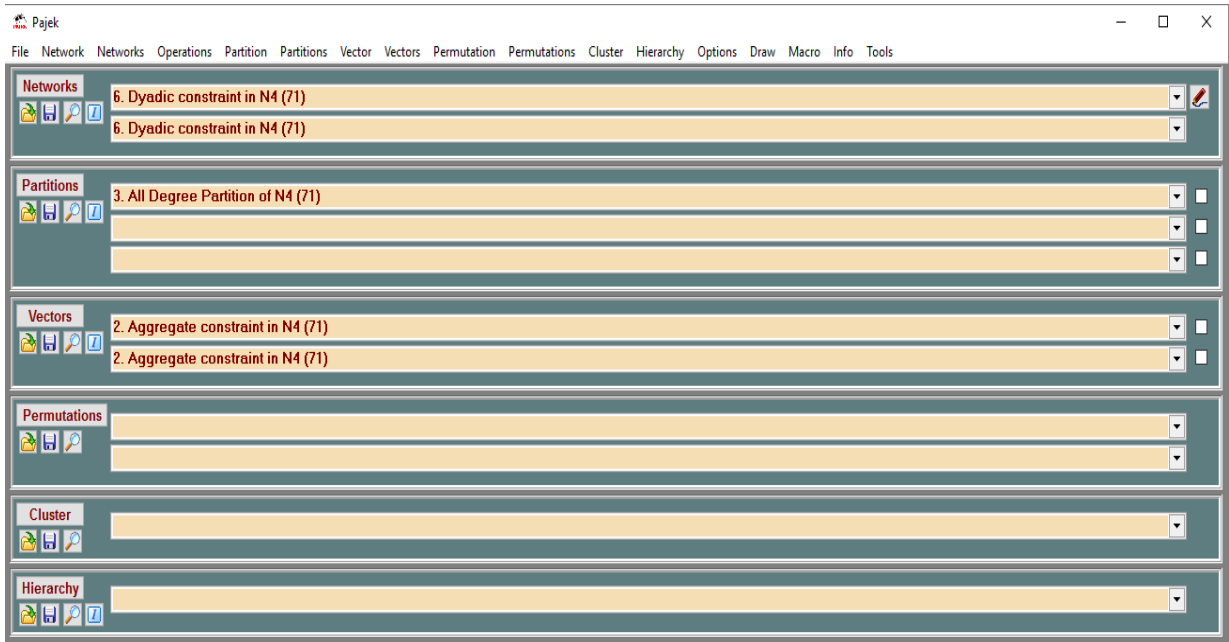 Pajek
File Network Networks Operations Partition Partitions Vector Vectors Permutation Permutations Cluster Hierarchy Options Draw Macro Info Tools
Networks
6. Dyadic constraint in N4 (71)
6. Dyadic constraint in N4 (71)
Partitions
3. All Degree Partition of N4 (71)
Vectors
2. Aggregate constraint in N4 (71)
2. Aggregate constraint in N4 (71)
Permutations
Cluster
Hierarchy